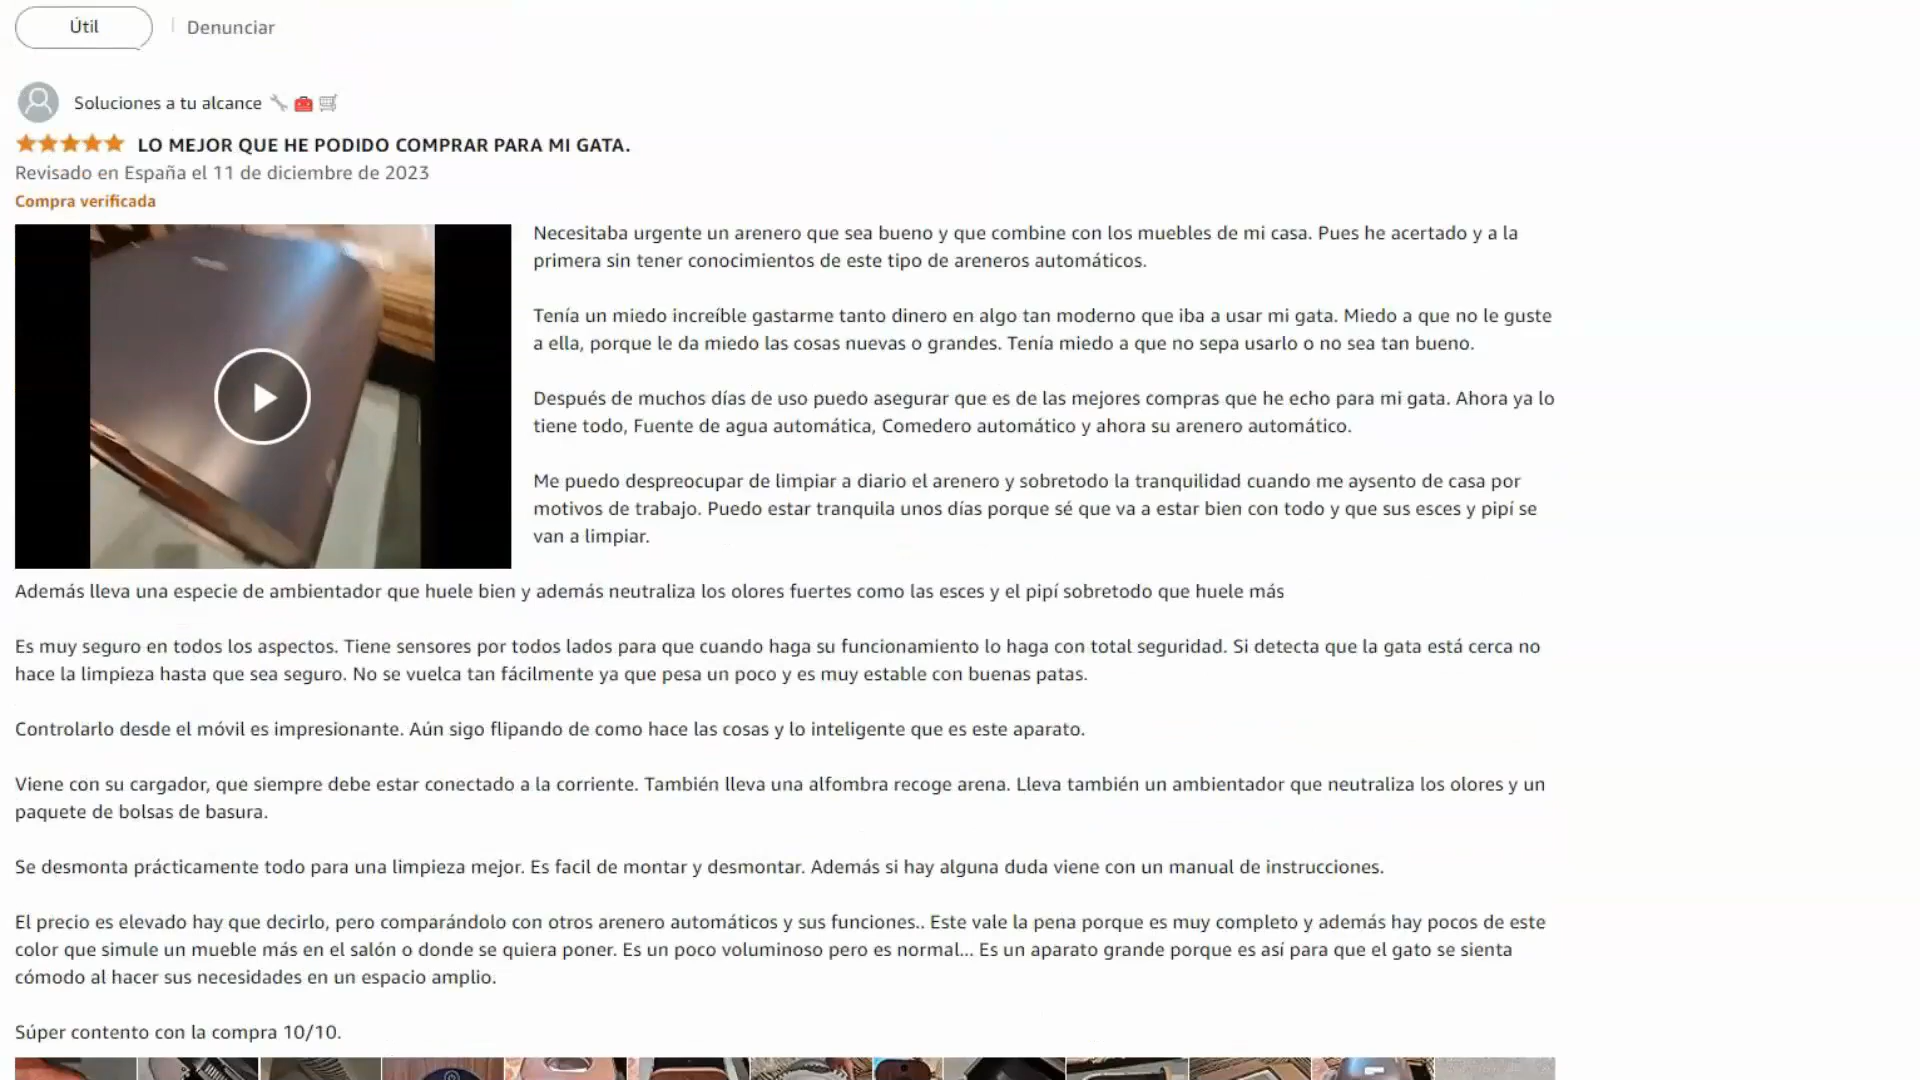 Útil
Denunciar
Soluciones a tu alcance 🔧 🧰 🛒
LO MEJOR QUE HE PODIDO COMPRAR PARA MI GATA.
Revisado en España el 11 de diciembre de 2023
Compra verificada
Necesitaba urgente un arenero que sea bueno y que combine con los muebles de mi casa. Pues he acertado y a la
primera sin tener conocimientos de este tipo de areneros automáticos.
Tenía un miedo increíble gastarme tanto dinero en algo tan moderno que iba a usar mi gata. Miedo a que no le guste
a ella, porque le da miedo las cosas nuevas o grandes. Tenía miedo a que no sepa usarlo o no sea tan bueno.
Después de muchos días de uso puedo asegurar que es de las mejores compras que he echo para mi gata. Ahora ya lo
tiene todo, Fuente de agua automática, Comedero automático y ahora su arenero automático.
Me puedo despreocupar de limpiar a diario el arenero y sobretodo la tranquilidad cuando me aysento de casa por
motivos de trabajo. Puedo estar tranquila unos días porque sé que va a estar bien con todo y que sus esces y pipí se
van a limpiar.
Además lleva una especie de ambientador que huele bien y además neutraliza los olores fuertes como las esces y el pipí sobretodo que huele más
Es muy seguro en todos los aspectos. Tiene sensores por todos lados para que cuando haga su funcionamiento lo haga con total seguridad. Si detecta que la gata está cerca no
hace la limpieza hasta que sea seguro. No se vuelca tan fácilmente ya que pesa un poco y es muy estable con buenas patas.
Controlarlo desde el móvil es impresionante. Aún sigo flipando de como hace las cosas y lo inteligente que es este aparato.
Viene con su cargador, que siempre debe estar conectado a la corriente. También lleva una alfombra recoge arena. Lleva también un ambientador que neutraliza los olores y un
paquete de bolsas de basura.
Se desmonta prácticamente todo para una limpieza mejor. Es facil de montar y desmontar. Además si hay alguna duda viene con un manual de instrucciones.
El precio es elevado hay que decirlo, pero comparándolo con otros arenero automáticos y sus funciones.. Este vale la pena porque es muy completo y además hay pocos de este
color que simule un mueble más en el salón o donde se quiera poner. Es un poco voluminoso pero es normal... Es un aparato grande porque es así para que el gato se sienta
cómodo al hacer sus necesidades en un espacio amplio.
Súper contento con la compra 10/10.